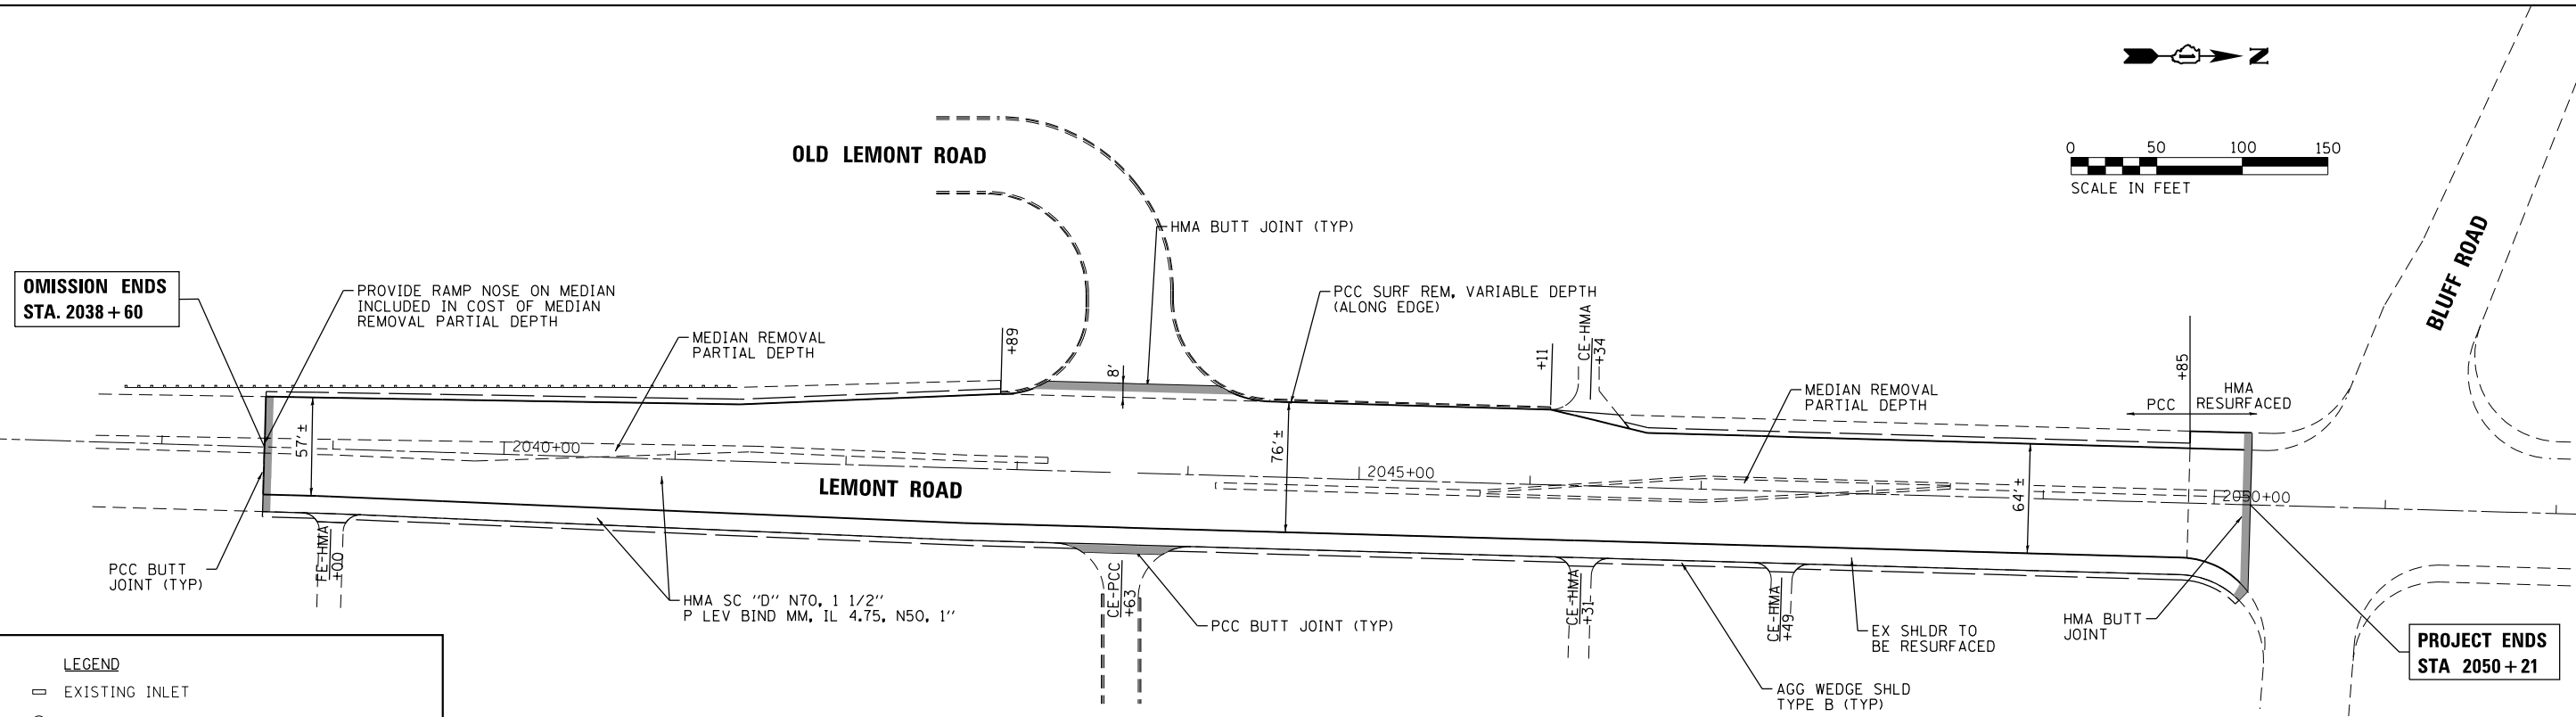 N
0 50 100 150
SCALE IN FEET
OLD LEMONT ROAD
BLUFF ROAD
HMA BUTT JOINT (TYP)
OMISSION ENDS
STA. 2038+60
PROVIDE RAMP NOSE ON MEDIAN
INCLUDED IN COST OF MEDIAN
REMOVAL PARTIAL DEPTH
MEDIAN REMOVAL
PARTIAL DEPTH
+89
8'
PCC SURF REM, VARIABLE DEPTH
(ALONG EDGE)
+11
CE-HMA
+34
MEDIAN REMOVAL
PARTIAL DEPTH
+85
HMA
PCC RESURFACED
57'±
2040+00
76'±
2045+00
64'±
2050+00
LEMONT ROAD
PCC BUTT
JOINT (TYP)
FE-HMA
+00
HMA SC "D" N70, 1 1/2"
P LEV BIND MM, IL 4.75, N50, 1"
CE-PCC
+63
PCC BUTT JOINT (TYP)
CE-HMA
+31
CE-HMA
+49
EX SHLDR TO
BE RESURFACED
HMA BUTT
JOINT
AGG WEDGE SHLD
TYPE B (TYP)
PROJECT ENDS
STA 2050+21
LEGEND
EXISTING INLET